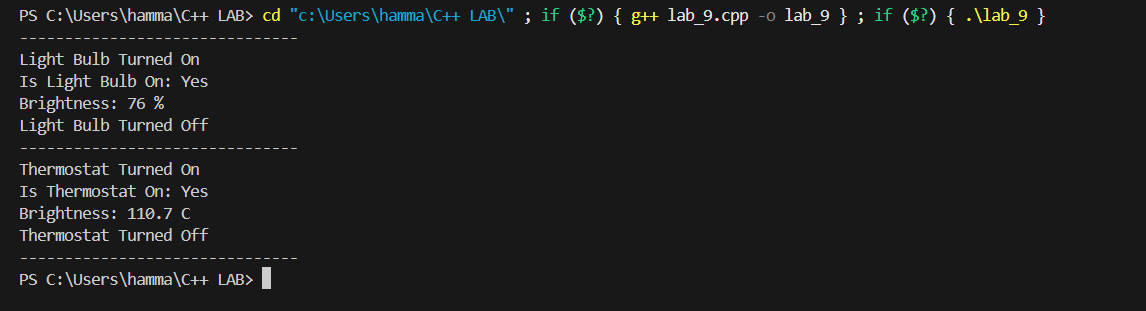 PS C:\Users\hamma\C++ LAB> cd "c:\Users\hamma\C++ LAB\" ; if ($?) { g++ lab_9.cpp -o lab_9 } ; if ($?) { .\lab_9 }
-------------------------------
Light Bulb Turned On
Is Light Bulb On: Yes
Brightness: 76 %
Light Bulb Turned Off
-------------------------------
Thermostat Turned On
Is Thermostat On: Yes
Brightness: 110.7 C
Thermostat Turned Off
-------------------------------
PS C:\Users\hamma\C++ LAB>